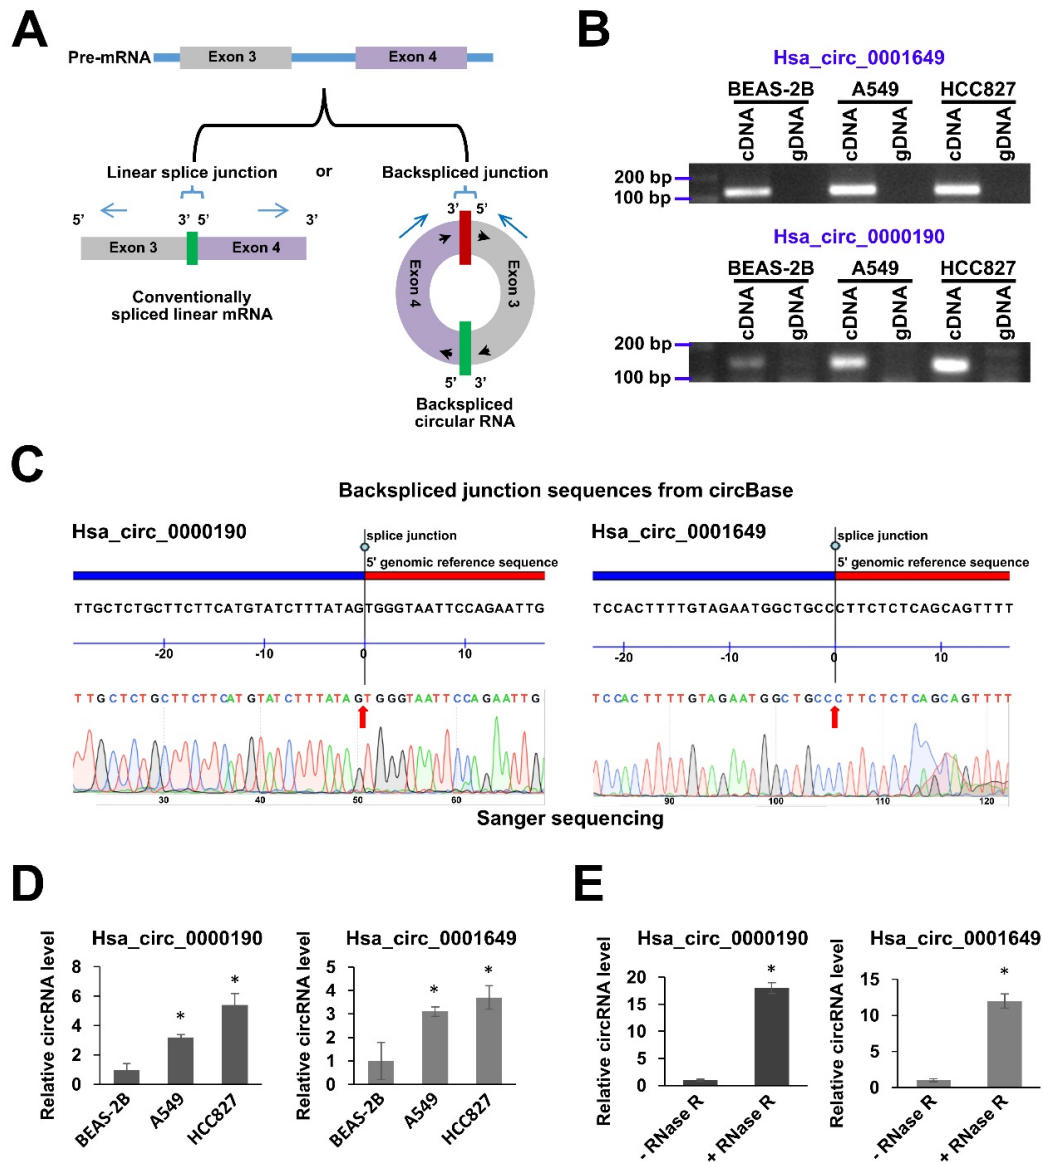 A
Pre-mRNA
Exon 3
Exon 4
Linear splice junction
or
Backspliced junction
5’
3’ 5’
3’
Exon 3
Exon 4
Conventionally
spliced linear mRNA
3’ 5’
Exon 4
Exon 3
5’ 3’
Backspliced
circular RNA
B
Hsa_circ_0001649
BEAS-2B A549 HCC827
cDNA gDNA cDNA gDNA cDNA gDNA
200 bp
100 bp
Hsa_circ_0000190
BEAS-2B A549 HCC827
cDNA gDNA cDNA gDNA cDNA gDNA
200 bp
100 bp
C
Backspliced junction sequences from circBase
Hsa_circ_0000190
splice junction
5' genomic reference sequence
TTGCTCTGCTTCTTCATGTATCTTTATAGTGGGTAATTCCAGAATTG
-20 -10 0 10
TTGCTCTGCTTCTTCATGTATCTTTATAGTGGGTAATTCCAGAATTG
30 40 50 60
Hsa_circ_0001649
splice junction
5' genomic reference sequence
TCCACTTTTGTAGAATGGCTGCCCTTCTCTCAGCAGTTTT
-20 -10 0 10
TCCACTTTTGTAGAATGGCTGCCCTTCTCTCAGCAGTTTT
90 100 110 120
Sanger sequencing
D
Hsa_circ_0000190
Relative circRNA level
8
6
4
2
0
* *
BEAS-2B A549 HCC827
Hsa_circ_0001649
Relative circRNA level
5
4
3
2
1
0
* *
BEAS-2B A549 HCC827
E
Hsa_circ_0000190
Relative circRNA level
20
15
10
5
0
*
- RNase R + RNase R
Hsa_circ_0001649
Relative circRNA level
15
10
5
0
*
- RNase R + RNase R